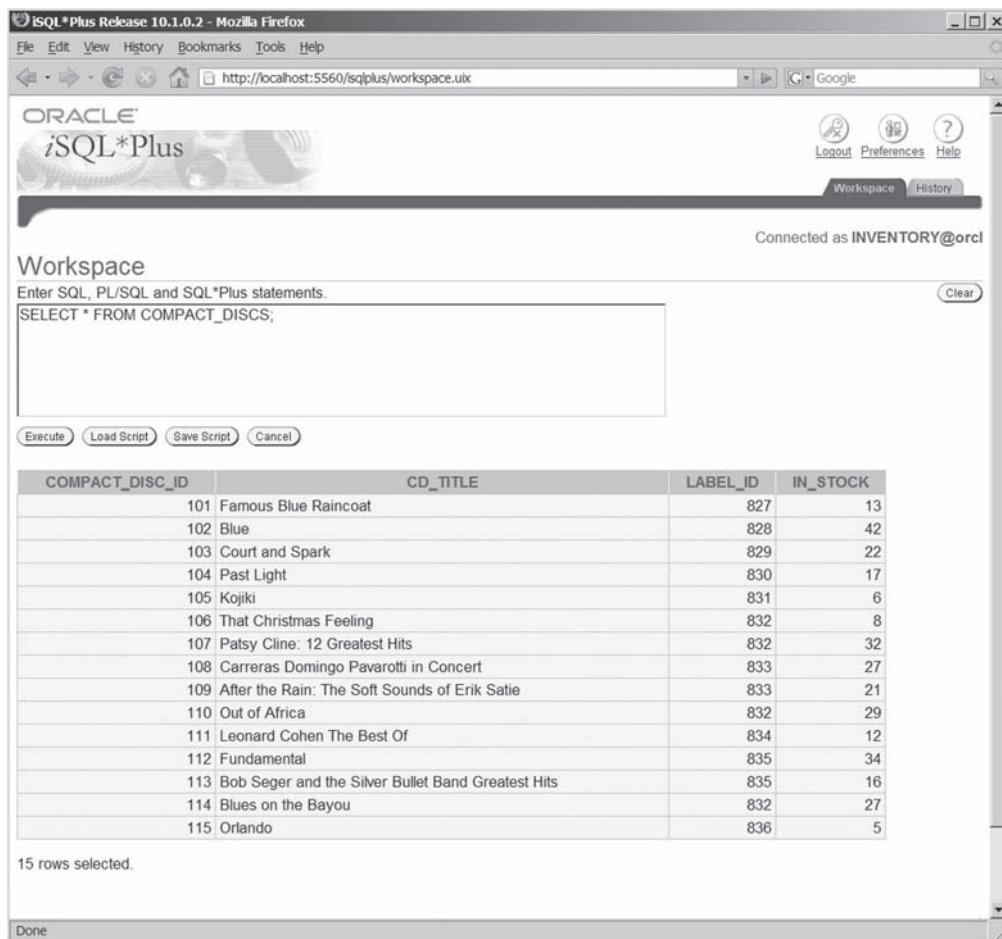 iSQL*Plus Release 10.1.0.2 - Mozilla Firefox
File Edit View History Bookmarks Tools Help
http://localhost:5560/isqlplus/workspace.uix G Google
ORACLE
iSQL*Plus
Logout Preferences Help
Workspace History
Connected as INVENTORY@orcl
Workspace
Enter SQL, PL/SQL and SQL*Plus statements. Clear
SELECT * FROM COMPACT_DISCS;
Execute Load Script Save Script Cancel
COMPACT_DISC_ID CD_TITLE LABEL_ID IN_STOCK
101 Famous Blue Raincoat 827 13
102 Blue 828 42
103 Court and Spark 829 22
104 Past Light 830 17
105 Kojiki 831 6
106 That Christmas Feeling 832 8
107 Patsy Cline: 12 Greatest Hits 832 32
108 Carreras Domingo Pavarotti in Concert 833 27
109 After the Rain: The Soft Sounds of Erik Satie 833 21
110 Out of Africa 832 29
111 Leonard Cohen The Best Of 834 12
112 Fundamental 835 34
113 Bob Seger and the Silver Bullet Band Greatest Hits 835 16
114 Blues on the Bayou 832 27
115 Orlando 836 5
15 rows selected.
Done